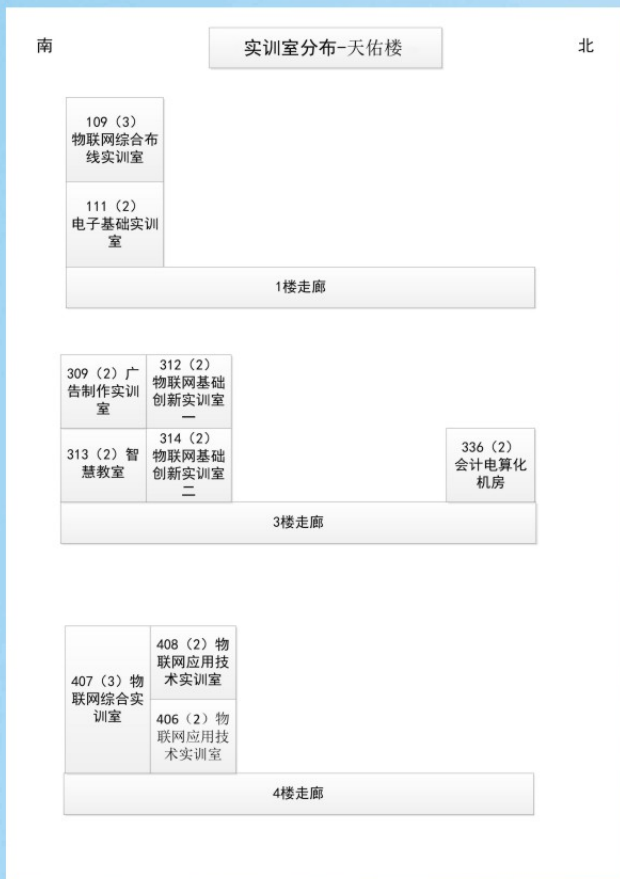 南
实训室分布-天佑楼
北
109（3）
物联网综合布
线实训室
111（2）
电子基础实训
室
1楼走廊
309（2）广
告制作实训
室
312（2）
物联网基础
创新实训室
一
313（2）智
慧教室
314（2）
物联网基础
创新实训室
二
336（2）
会计电算化
机房
3楼走廊
407（3）物
联网综合实
训室
408（2）物
联网应用技
术实训室
406（2）物
联网应用技
术实训室
4楼走廊